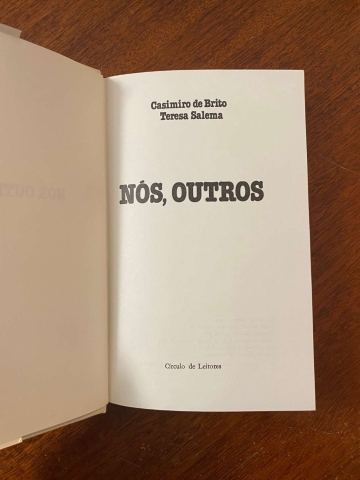 Casimiro de Brito
Teresa Salema
NÓS, OUTROS
Círculo de Leitores